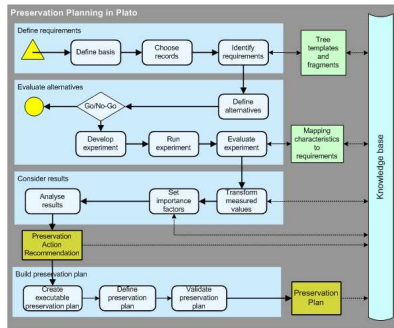 Preservation Planning in Plato
Define requirements
Define basis
Choose
records
Identify
requirements
Tree
templates
and
fragments
Evaluate alternatives
Go/No-Go
Define
alternatives
Develop
experiment
Run
experiment
Evaluate
experiment
Mapping
characteristics
to
requirements
Knowledge base
Consider results
Analyse
results
Set
importance
factors
Transform
measured
values
Preservation
Action
Recommendation
Build preservation plan
Create
executable
preservation plan
Define
preservation
plan
Validate
preservation
plan
Preservation
Plan